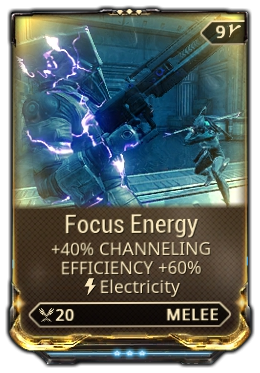 9
Focus Energy
+40% CHANNELING
EFFICIENCY +60%
Electricity
20 MELEE